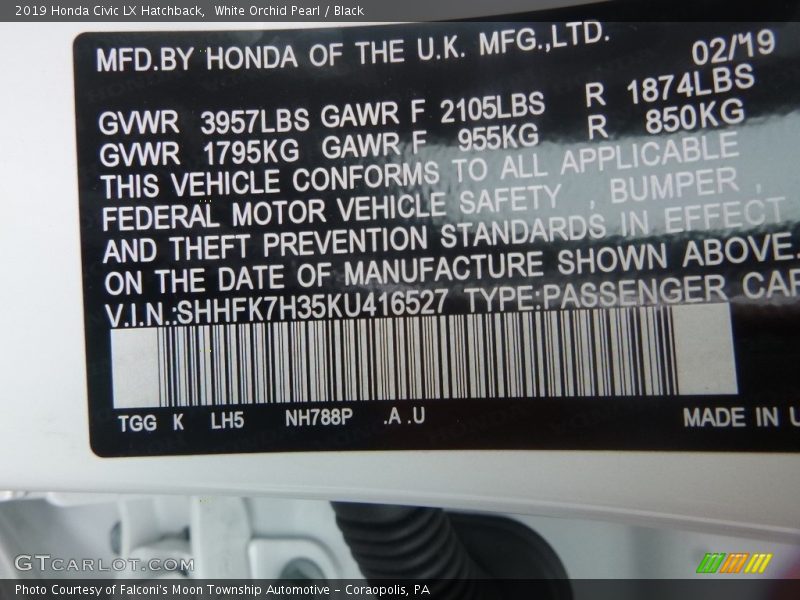 2019 Honda Civic LX Hatchback, White Orchid Pearl / Black
MFD.BY HONDA OF THE U.K. MFG.,LTD.
02/'19
GVWR 3957LBS GAWR F 2105LBS R 1874LBS
GVWR 1795KG GAWR F 955KG R 850KG
THIS VEHICLE CONFORMS TO ALL APPLICABLE
FEDERAL MOTOR VEHICLE SAFETY , BUMPER ,
AND THEFT PREVENTION STANDARDS IN EFFECT
ON THE DATE OF MANUFACTURE SHOWN ABOVE.
V.I.N.:SHHFK7H35KU416527 TYPE:PASSENGER CAR
TGG K LH5 NH788P .A .U
MADE IN U
GTCARLOT.COM
Photo Courtesy of Falconi's Moon Township Automotive - Coraopolis, PA